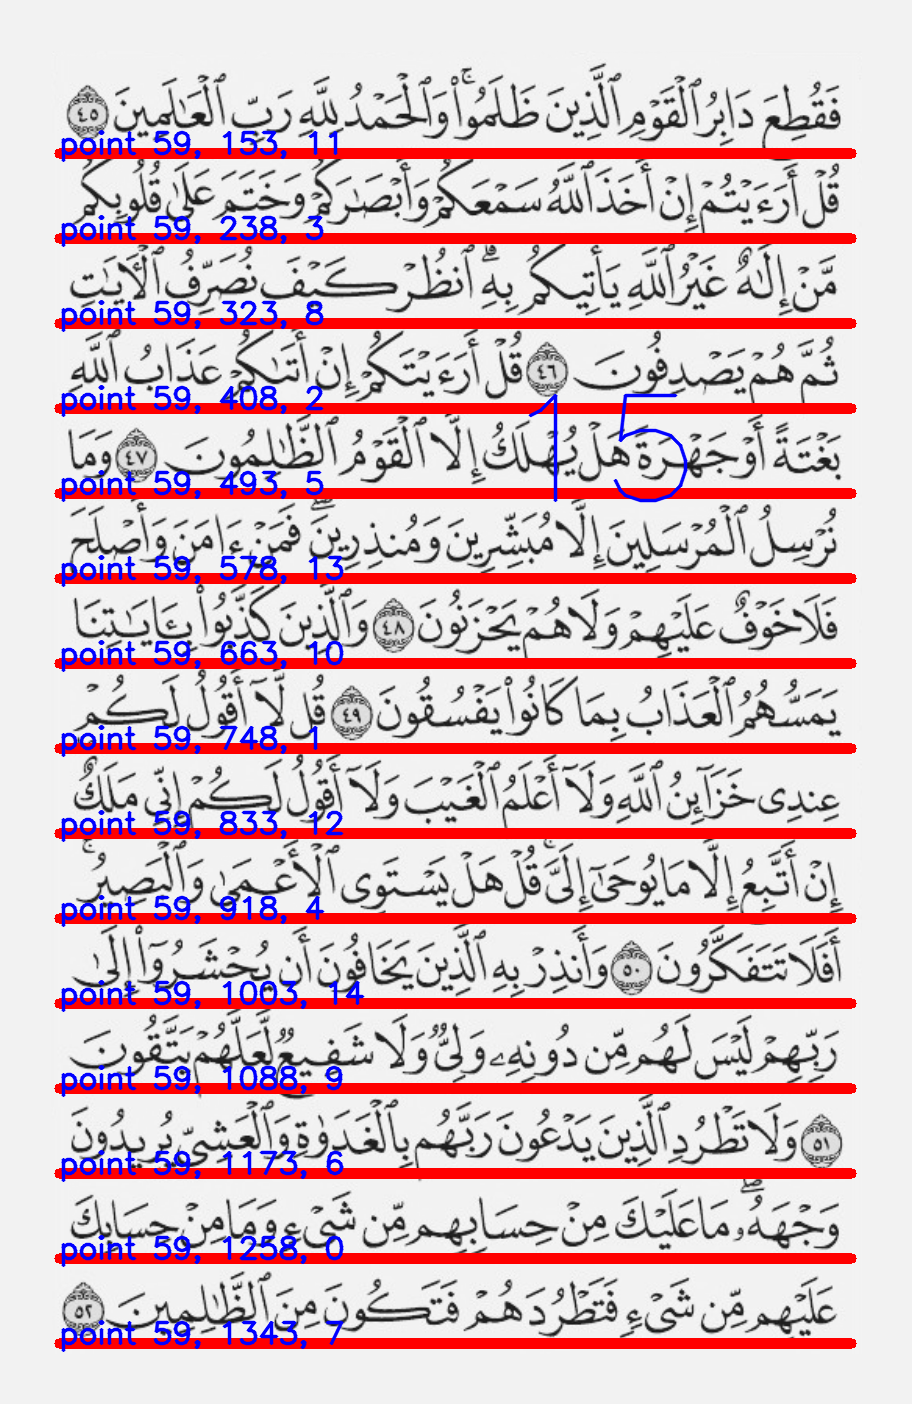 فَقُطِعَ دَابِرُ ٱلْقَوْمِ ٱلَّذِينَ ظَلَمُوا۟ ۚ وَٱلْحَمْدُ لِلَّهِ رَبِّ ٱلْعَٰلَمِينَ ٤٥
point 59, 153, 11
قُلْ أَرَءَيْتُمْ إِنْ أَخَذَ ٱللَّهُ سَمْعَكُمْ وَأَبْصَٰرَكُمْ وَخَتَمَ عَلَىٰ قُلُوبِكُم
point 59, 238, 3
مَّنْ إِلَٰهٌ غَيْرُ ٱللَّهِ يَأْتِيكُم بِهِ ۗ ٱنظُرْ كَيْفَ نُصَرِّفُ ٱلْءَايَٰتِ
point 59, 323, 8
ثُمَّ هُمْ يَصْدِفُونَ ٤٦ قُلْ أَرَءَيْتَكُمْ إِنْ أَتَىٰكُمْ عَذَابُ ٱللَّهِ
point 59, 408, 2
15
بَغْتَةً أَوْ جَهْرَةً هَلْ يُهْلَكُ إِلَّا ٱلْقَوْمُ ٱلظَّٰلِمُونَ ٤٧ وَمَا
point 59, 493, 5
نُرْسِلُ ٱلْمُرْسَلِينَ إِلَّا مُبَشِّرِينَ وَمُنذِرِينَ ۖ فَمَنْ ءَامَنَ وَأَصْلَحَ
point 59, 578, 13
فَلَا خَوْفٌ عَلَيْهِمْ وَلَا هُمْ يَحْزَنُونَ ٤٨ وَٱلَّذِينَ كَذَّبُوا۟ بِـَٔايَٰتِنَا
point 59, 663, 10
يَمَسُّهُمُ ٱلْعَذَابُ بِمَا كَانُوا۟ يَفْسُقُونَ ٤٩ قُل لَّآ أَقُولُ لَكُمْ
point 59, 748, 1
عِندِى خَزَآئِنُ ٱللَّهِ وَلَآ أَعْلَمُ ٱلْغَيْبَ وَلَآ أَقُولُ لَكُمْ إِنِّى مَلَكٌ
point 59, 833, 12
إِنْ أَتَّبِعُ إِلَّا مَا يُوحَىٰٓ إِلَىَّ ۚ قُلْ هَلْ يَسْتَوِى ٱلْأَعْمَىٰ وَٱلْبَصِيرُ ۚ
point 59, 918, 4
أَفَلَا تَتَفَكَّرُونَ ٥٠ وَأَنذِرْ بِهِ ٱلَّذِينَ يَخَافُونَ أَن يُحْشَرُوٓا۟ إِلَىٰ
point 59, 1003, 14
رَبِّهِمْ لَيْسَ لَهُم مِّن دُونِهِۦ وَلِىٌّ وَلَا شَفِيعٌ لَّعَلَّهُمْ يَتَّقُونَ
point 59, 1088, 9
٥١ وَلَا تَطْرُدِ ٱلَّذِينَ يَدْعُونَ رَبَّهُم بِٱلْغَدَوٰةِ وَٱلْعَشِىِّ يُرِيدُونَ
point 59, 1173, 6
وَجْهَهُۥ ۖ مَا عَلَيْكَ مِنْ حِسَابِهِم مِّن شَىْءٍ وَمَا مِنْ حِسَابِكَ
point 59, 1258, 0
عَلَيْهِم مِّن شَىْءٍ فَتَطْرُدَهُمْ فَتَكُونَ مِنَ ٱلظَّٰلِمِينَ ٥٢
point 59, 1343, 7